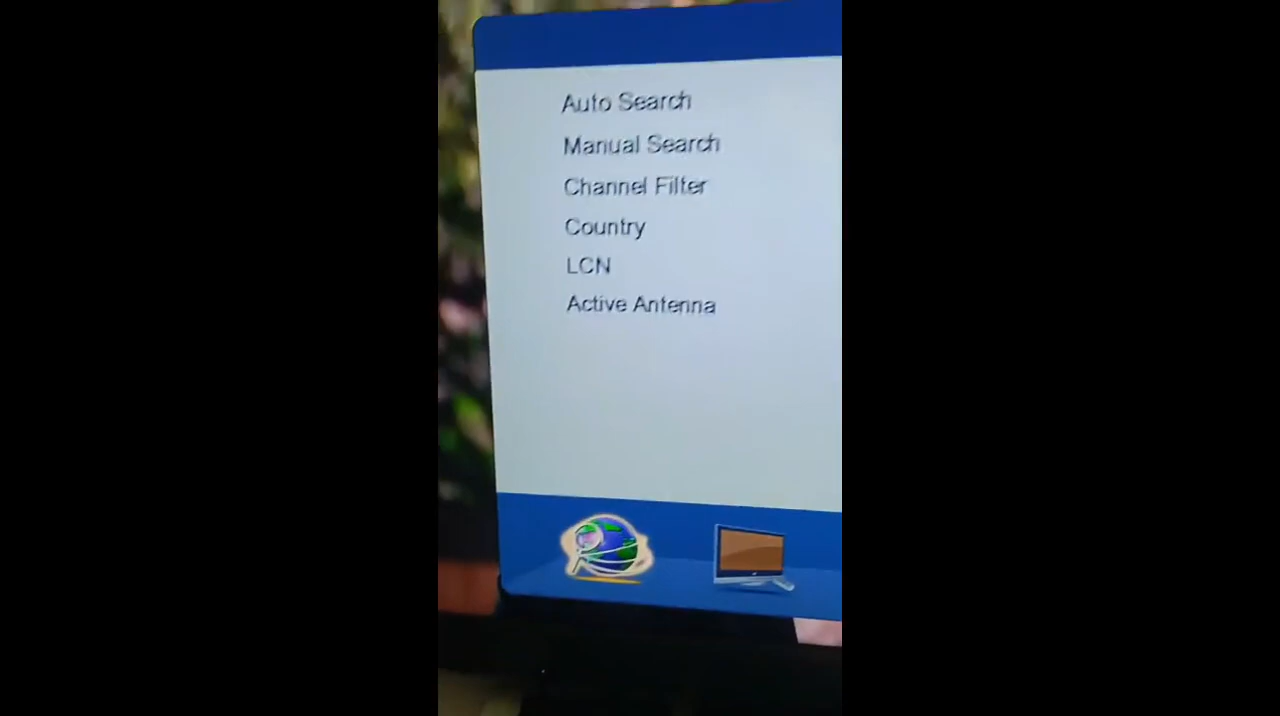 Auto Search
Manual Search
Channel Filter
Country
LCN
Active Antenna